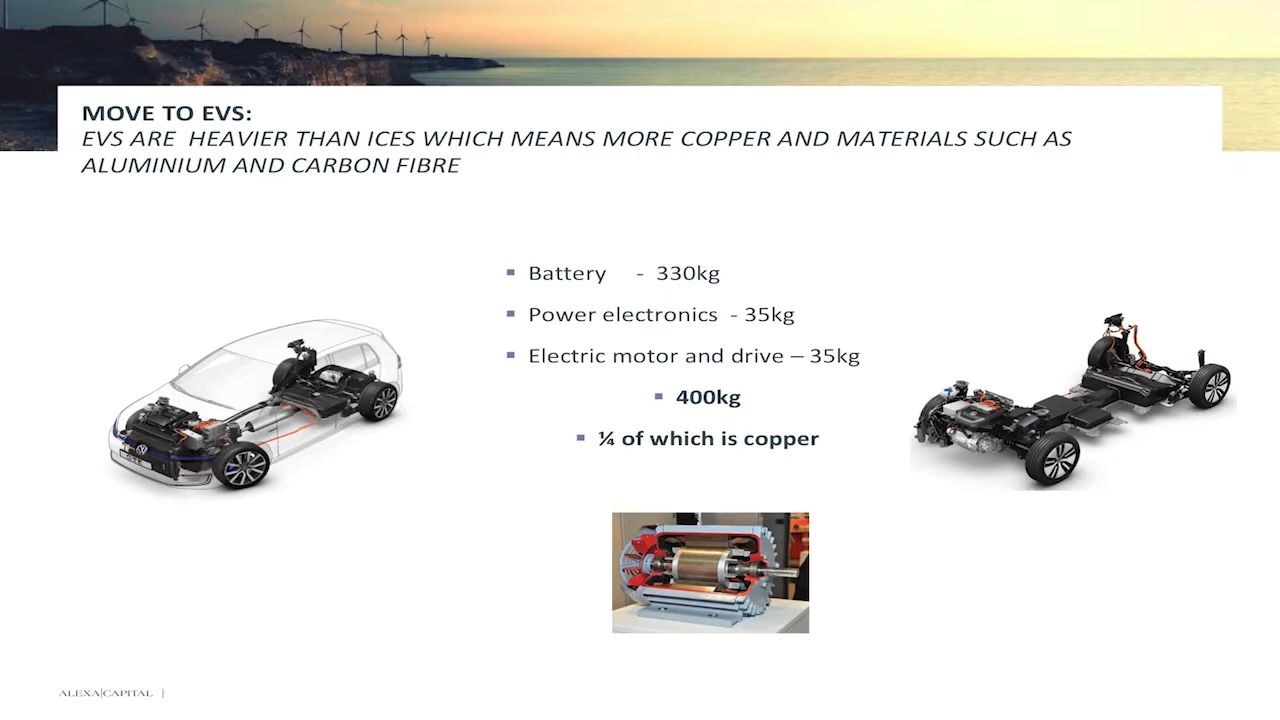 MOVE TO EVS:
EVS ARE HEAVIER THAN ICES WHICH MEANS MORE COPPER AND MATERIALS SUCH AS
ALUMINIUM AND CARBON FIBRE
Battery - 330kg
Power electronics - 35kg
Electric motor and drive – 35kg
400kg
¼ of which is copper
ALEXA|CAPITAL |